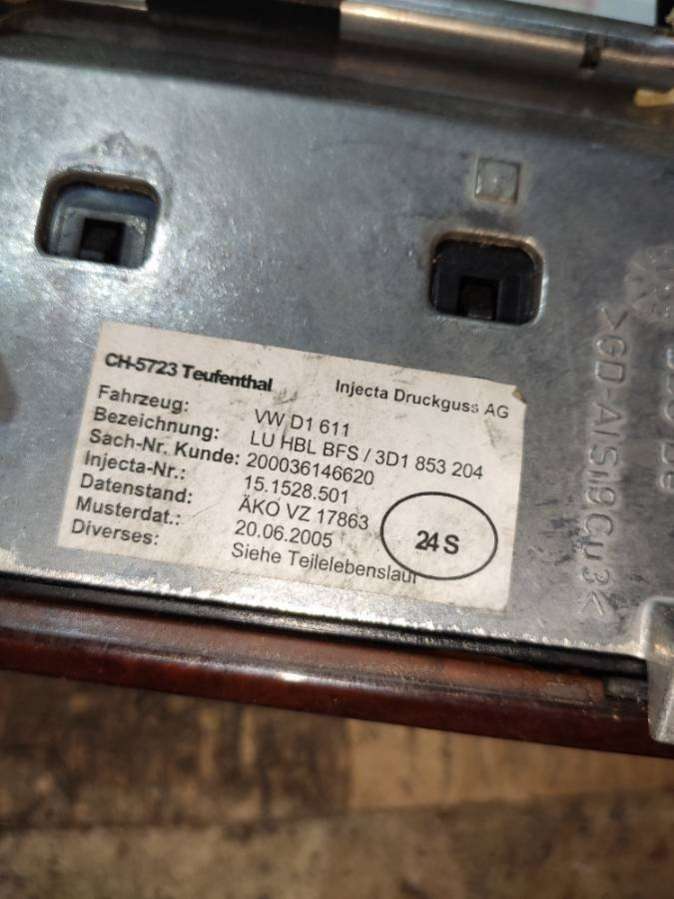 CH-5723 Teufenthal Injecta Druckguss AG
Fahrzeug: VW D1 611
Bezeichnung: LU HBL BFS / 3D1 853 204
Sach-Nr. Kunde: 200036146620
Injecta-Nr.: 15.1528.501
Datenstand: ÄKO VZ 17863
Musterdat.: 20.06.2005
Diverses: Siehe Teilelebenslauf
24 S
>GD-AlSi9Cu3<